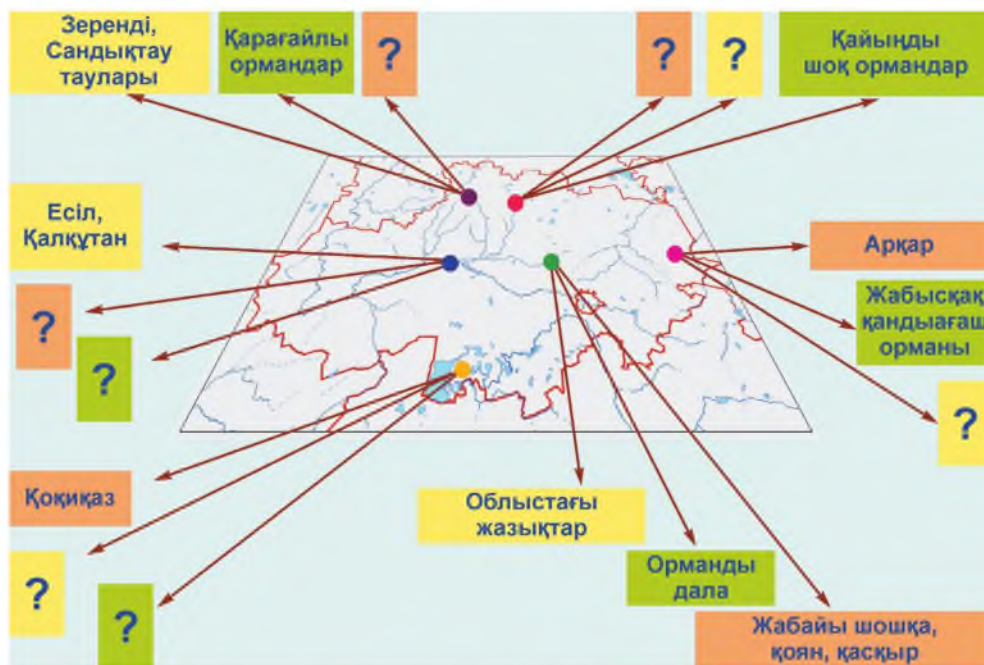 Зеренді,
Сандықтау
таулары
Қарағайлы
ормандар
?
?
?
Қайыңды
шоқ ормандар
Есіл,
Қалқұтан
?
?
Арқар
Жабысқақ
қандыағаш
орманы
?
Қоқиқаз
?
?
Облыстағы
жазықтар
Орманды
дала
Жабайы шошқа,
қоян, қасқыр